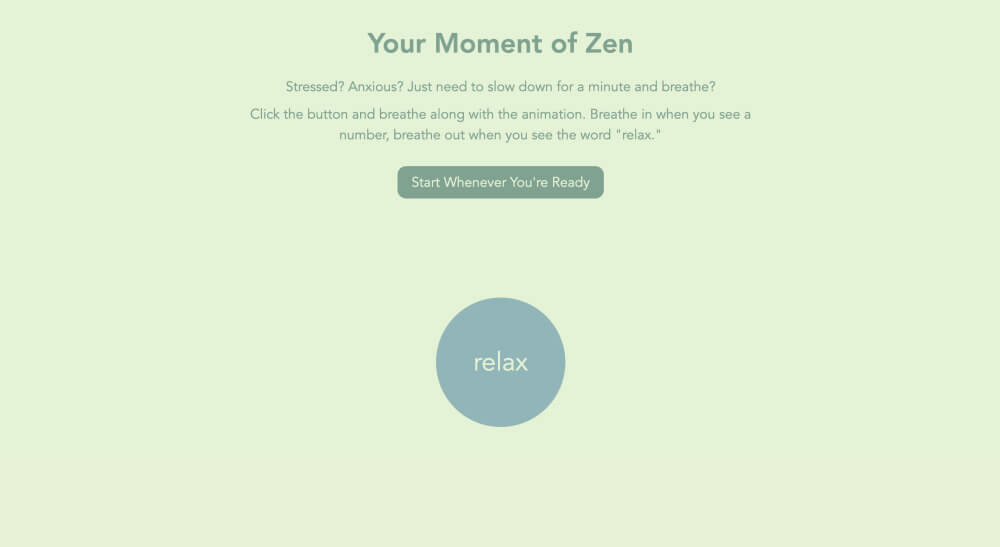 Your Moment of Zen
Stressed? Anxious? Just need to slow down for a minute and breathe?
Click the button and breathe along with the animation. Breathe in when you see a
number, breathe out when you see the word "relax."
Start Whenever You're Ready
relax